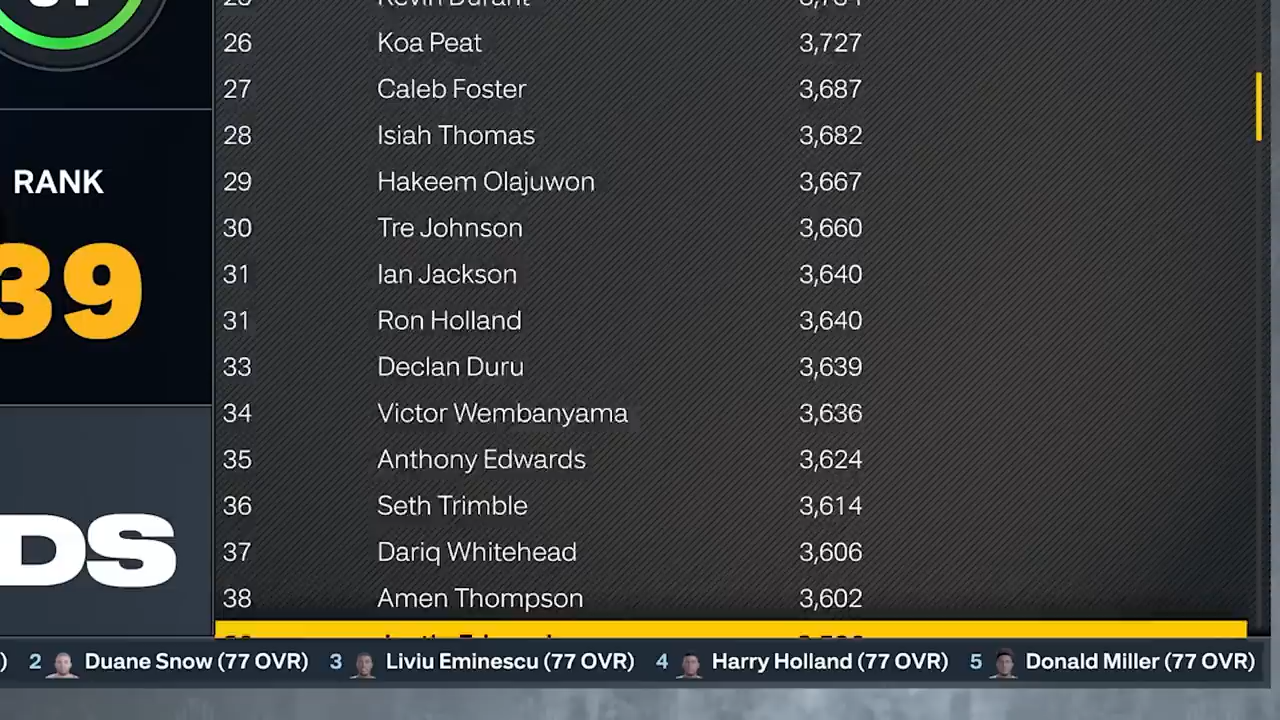 Kevin Durant
26 Koa Peat 3,727
27 Caleb Foster 3,687
28 Isiah Thomas 3,682
29 Hakeem Olajuwon 3,667
30 Tre Johnson 3,660
31 Ian Jackson 3,640
31 Ron Holland 3,640
33 Declan Duru 3,639
34 Victor Wembanyama 3,636
35 Anthony Edwards 3,624
36 Seth Trimble 3,614
37 Dariq Whitehead 3,606
38 Amen Thompson 3,602
RANK
39
DS
) 2 Duane Snow (77 OVR) 3 Liviu Eminescu (77 OVR) 4 Harry Holland (77 OVR) 5 Donald Miller (77 OVR)